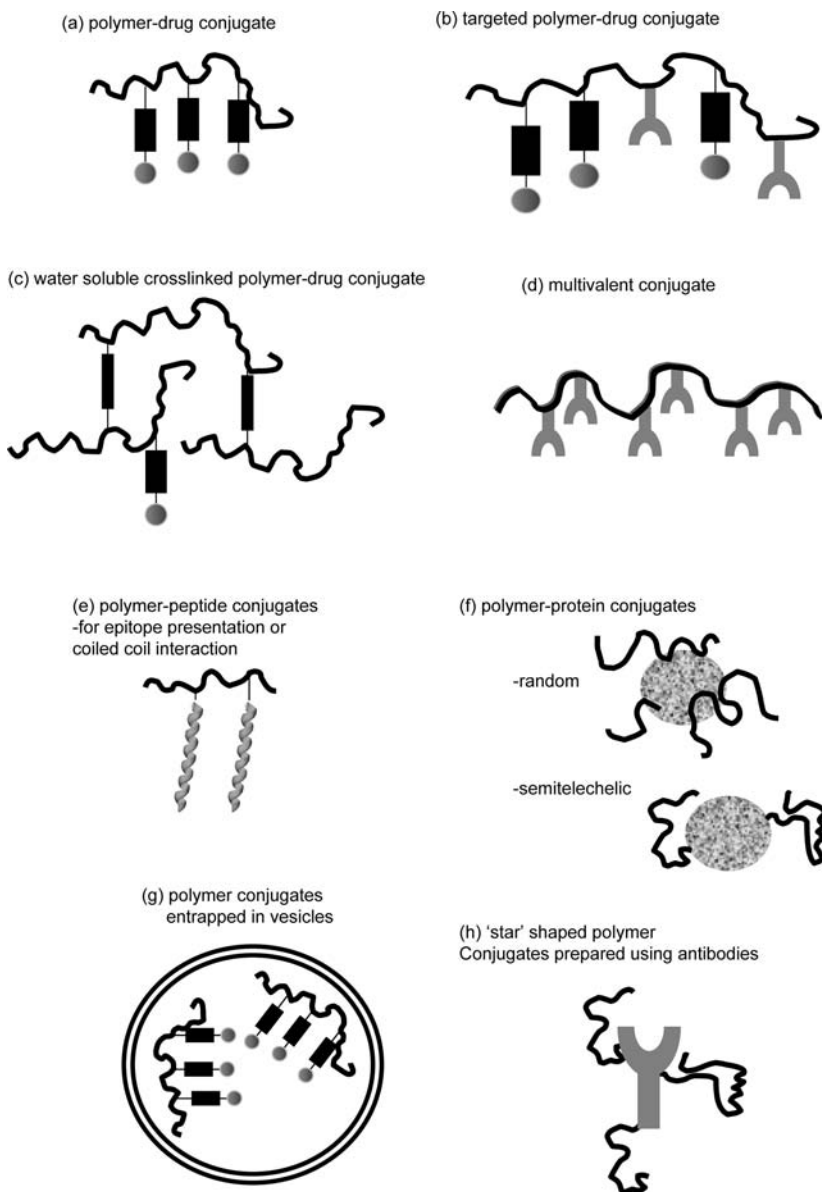 (a) polymer-drug conjugate
(b) targeted polymer-drug conjugate
(c) water soluble crosslinked polymer-drug conjugate
(d) multivalent conjugate
(e) polymer-peptide conjugates
-for epitope presentation or
coiled coil interaction
(f) polymer-protein conjugates
-random
-semitelechelic
(g) polymer conjugates
entrapped in vesicles
(h) ‘star’ shaped polymer
Conjugates prepared using antibodies